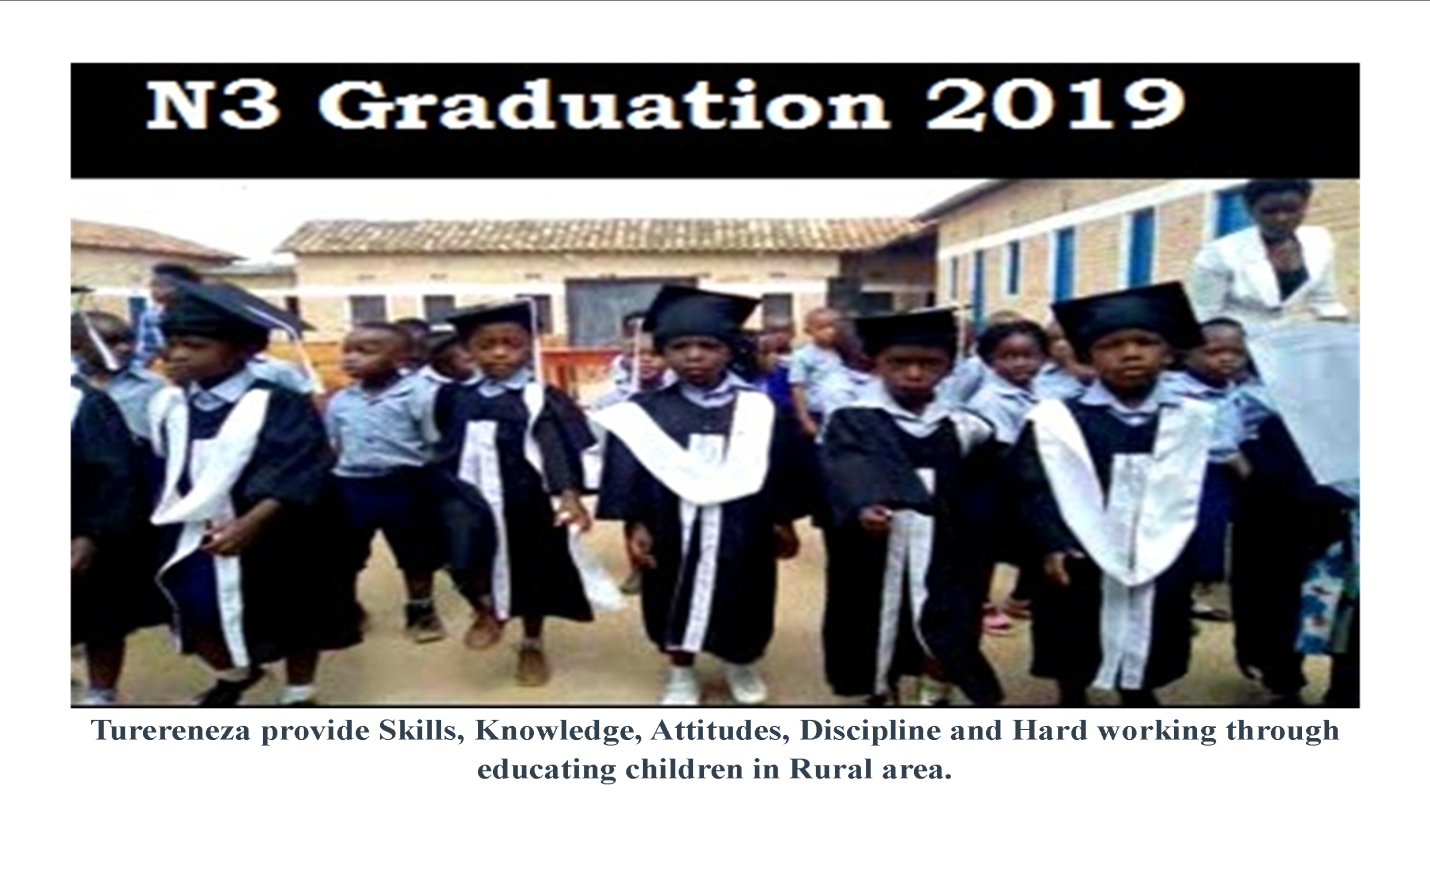 N3 Graduation 2019
Turereneza provide Skills, Knowledge, Attitudes, Discipline and Hard working through
educating children in Rural area.